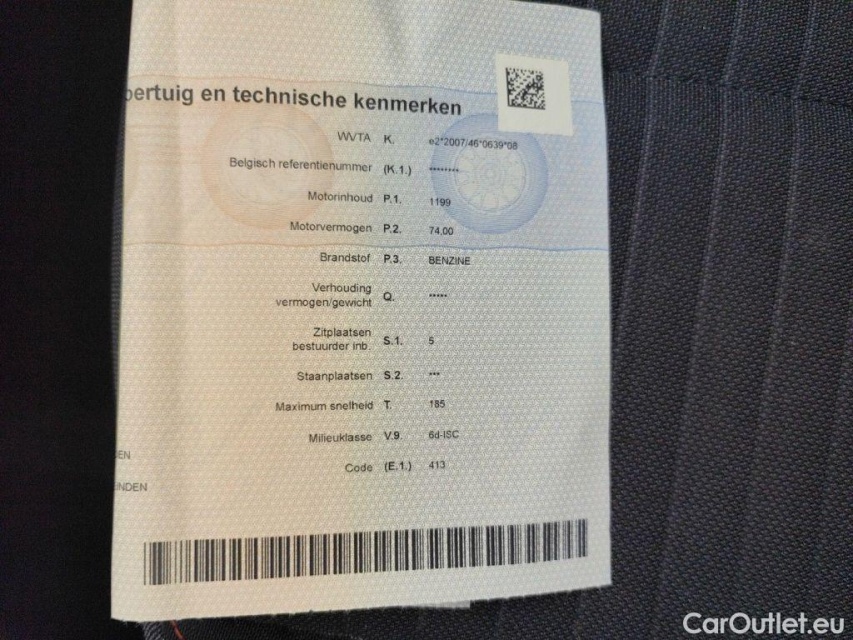 ertuig en technische kenmerken
WVTA K. e2*2007/46*0639*08
Belgisch referentienummer (K.1.) ********
Motorinhoud P.1. 1199
Motorvermogen P.2. 74,00
Brandstof P.3. BENZINE
Verhouding
vermogen/gewicht Q. *****
Zitplaatsen
bestuurder inb. S.1. 5
Staanplaatsen S.2. ***
Maximum snelheid T. 185
Milieuklasse V.9. 6d-ISC
Code (E.1.) 413
EN
NDEN
CarOutlet.eu